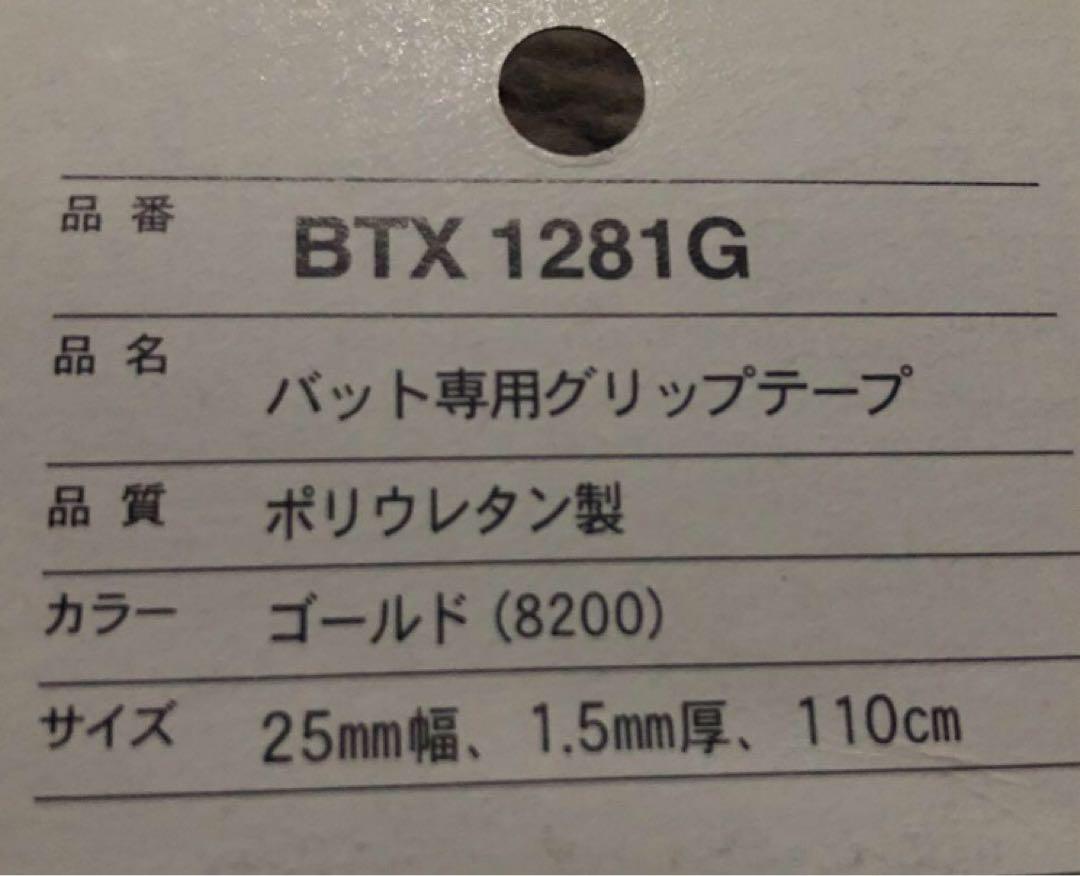 品番 BTX 1281G
品名 バット専用グリップテープ
品質 ポリウレタン製
カラー ゴールド(8200)
サイズ 25mm幅、1.5mm厚、110cm